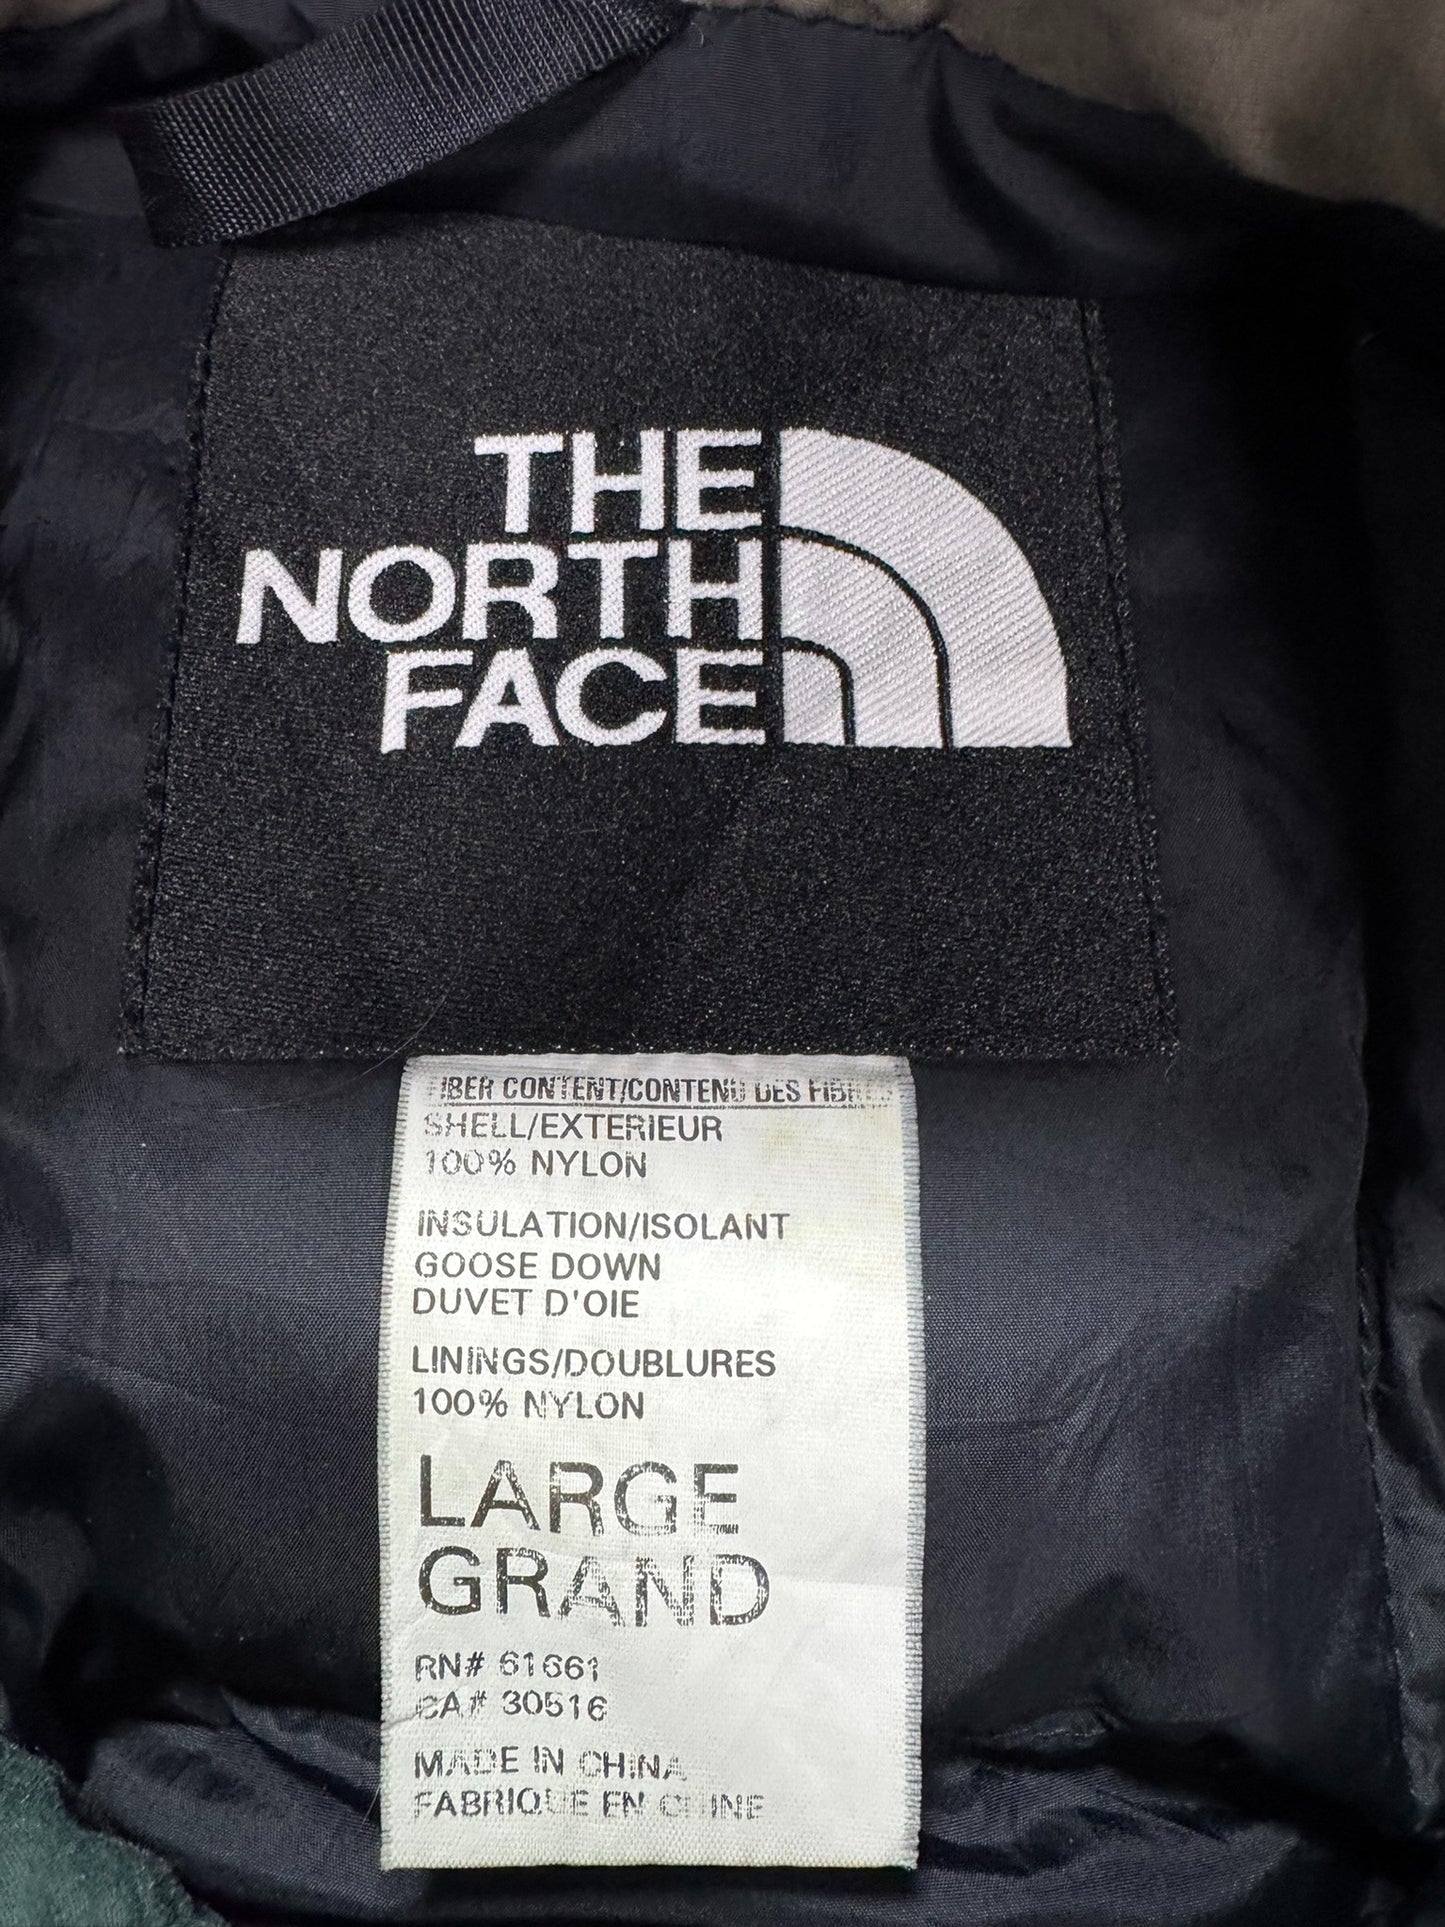 THE
NORTH
FACE
FIBER CONTENT/CONTENU DES FIBRES
SHELL/EXTERIEUR
100% NYLON
INSULATION/ISOLANT
GOOSE DOWN
DUVET D'OIE
LININGS/DOUBLURES
100% NYLON
LARGE
GRAND
RN# 61661
CA# 30516
MADE IN CHINA
FABRIQUE EN CHINE